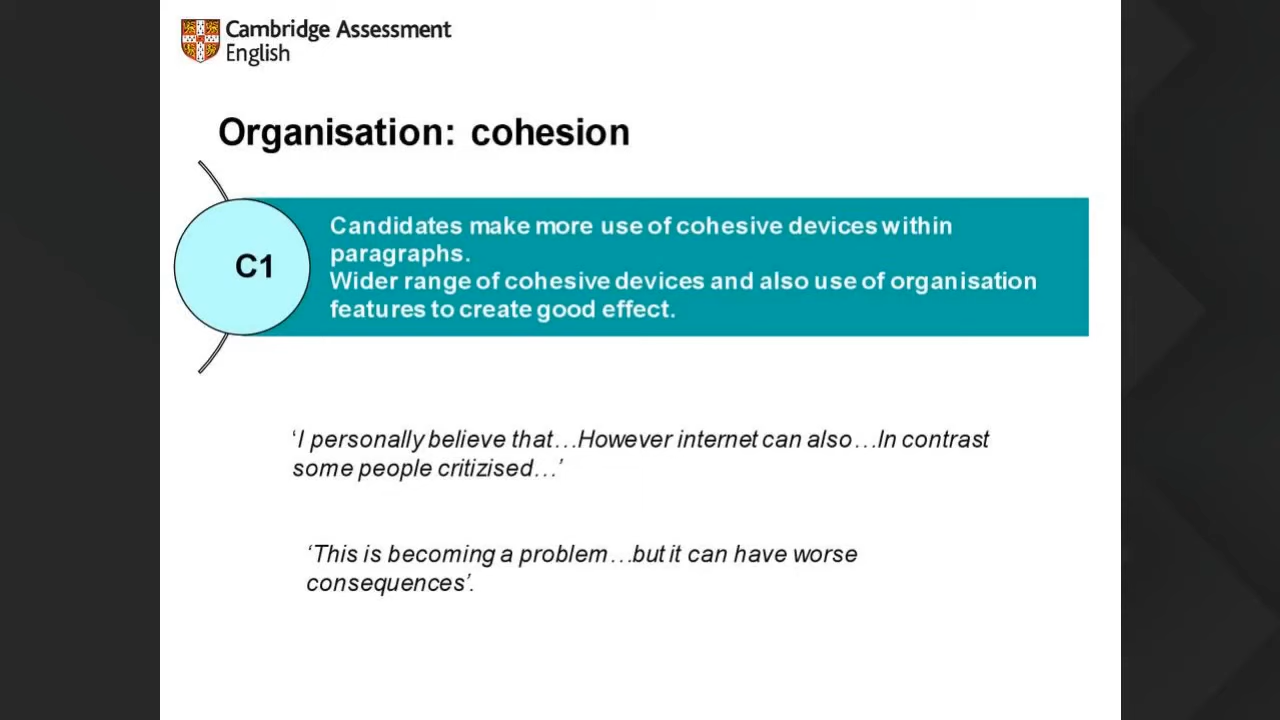 Cambridge Assessment
English
Organisation: cohesion
C1
Candidates make more use of cohesive devices within
paragraphs.
Wider range of cohesive devices and also use of organisation
features to create good effect.
‘I personally believe that…However internet can also…In contrast
some people critizised…’
‘This is becoming a problem…but it can have worse
consequences’.